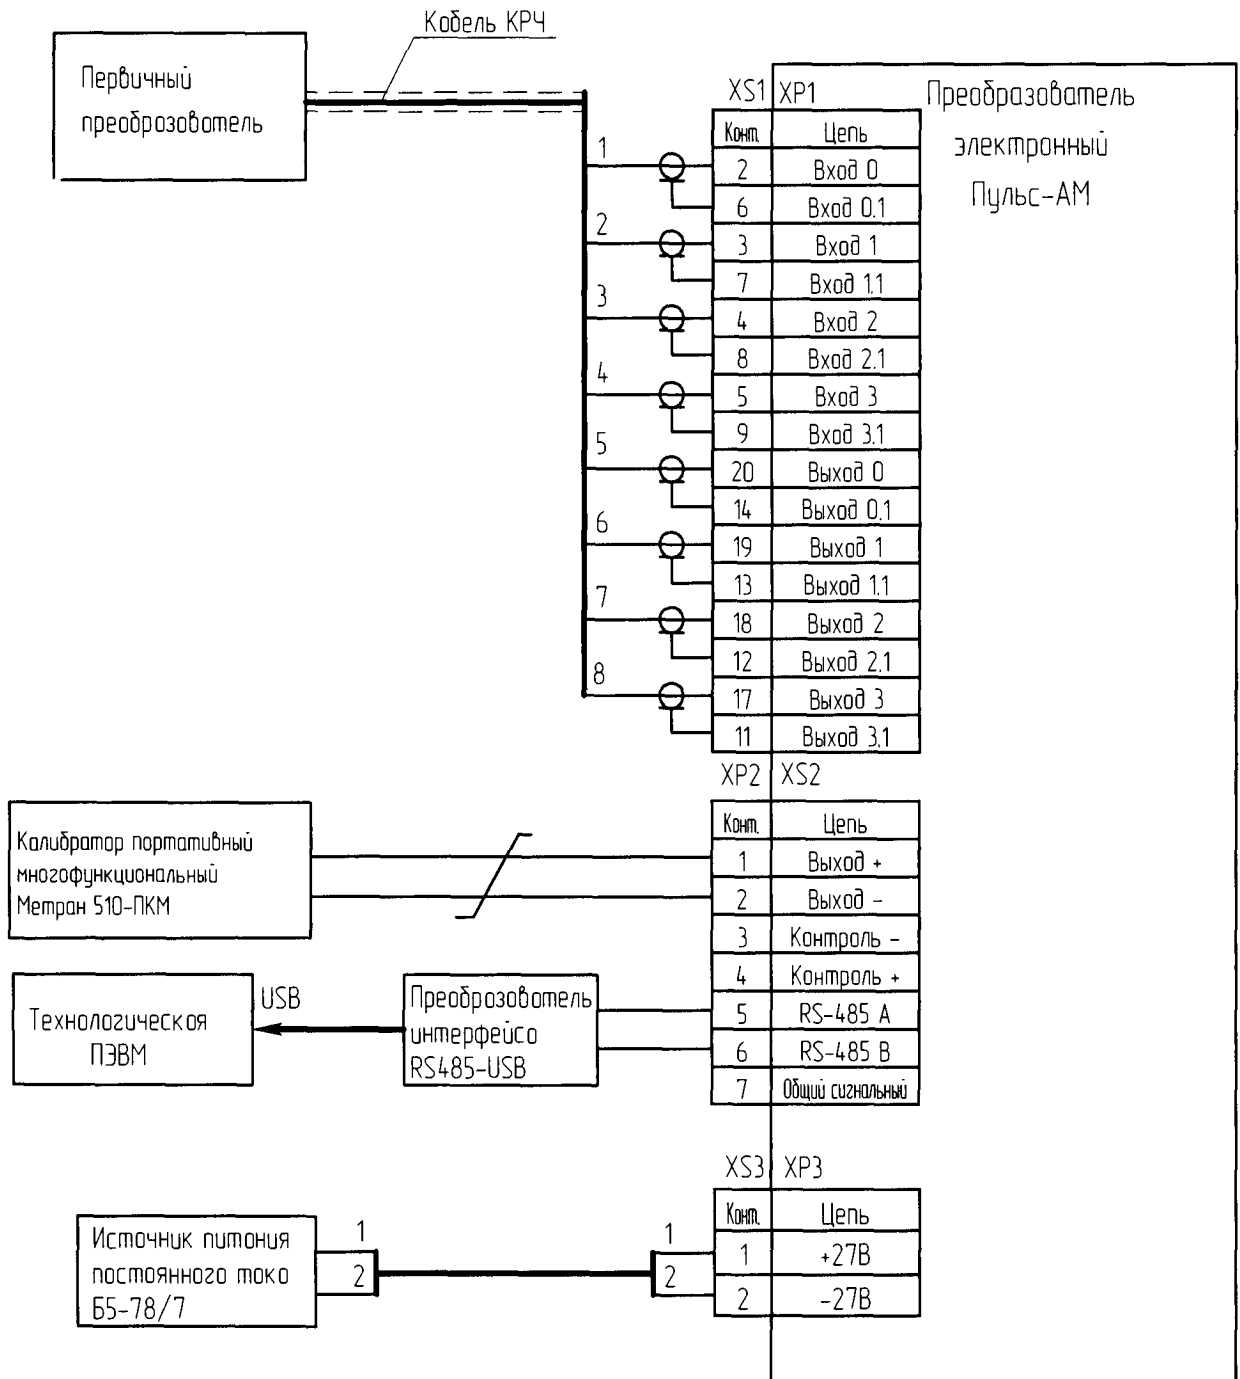 Кабель КРЧ
Первичный
преобразователь
XS1 XP1
Преобразователь
электронный
Пульс-АМ
Конт. Цепь
1
2 Вход 0
6 Вход 0.1
2
3 Вход 1
7 Вход 1.1
3
4 Вход 2
8 Вход 2.1
4
5 Вход 3
9 Вход 3.1
5
20 Выход 0
14 Выход 0.1
6
19 Выход 1
13 Выход 1.1
7
18 Выход 2
12 Выход 2.1
8
17 Выход 3
11 Выход 3.1
XP2 XS2
Конт. Цепь
1 Выход +
2 Выход –
3 Контроль –
4 Контроль +
5 RS-485 A
6 RS-485 B
7 Общий сигнальный
Калибратор портативный
многофункциональный
Метран 510-ПКМ
Технологическая
ПЭВМ
USB
Преобразователь
интерфейса
RS485-USB
XS3 XP3
Конт. Цепь
1 +27В
2 -27В
Источник питания
постоянного тока
Б5-78/7
1
2
1
2